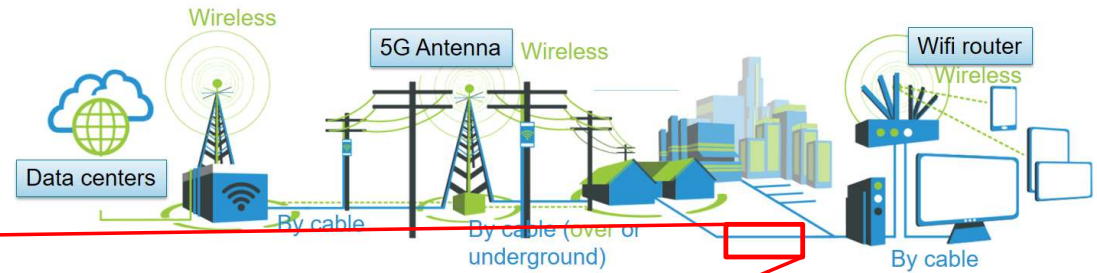 Wireless
5G Antenna
Wireless
Wifi router
Wireless
Data centers
By cable
By cable (over or
underground)
By cable